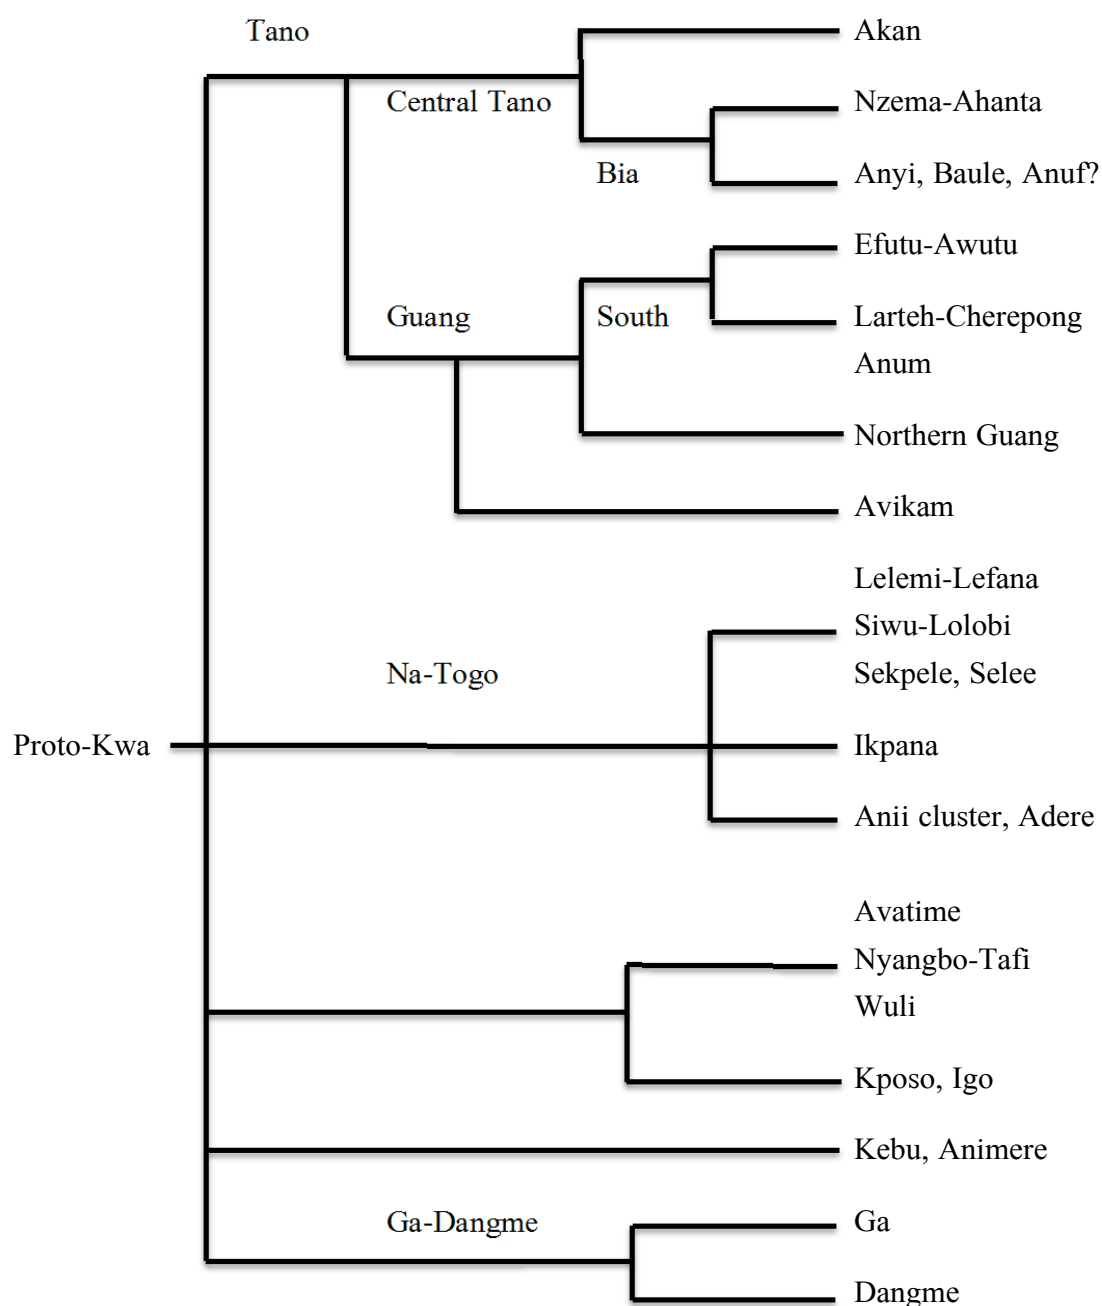 Tano
Akan
Central Tano
Nzema-Ahanta
Bia
Anyi, Baule, Anuf?
Efutu-Awutu
Guang
South
Larteh-Cherepong
Anum
Northern Guang
Avikam
Lelemi-Lefana
Siwu-Lolobi
Na-Togo
Sekpele, Selee
Proto-Kwa
Ikpana
Anii cluster, Adere
Avatime
Nyangbo-Tafi
Wuli
Kposo, Igo
Kebu, Animere
Ga-Dangme
Ga
Dangme